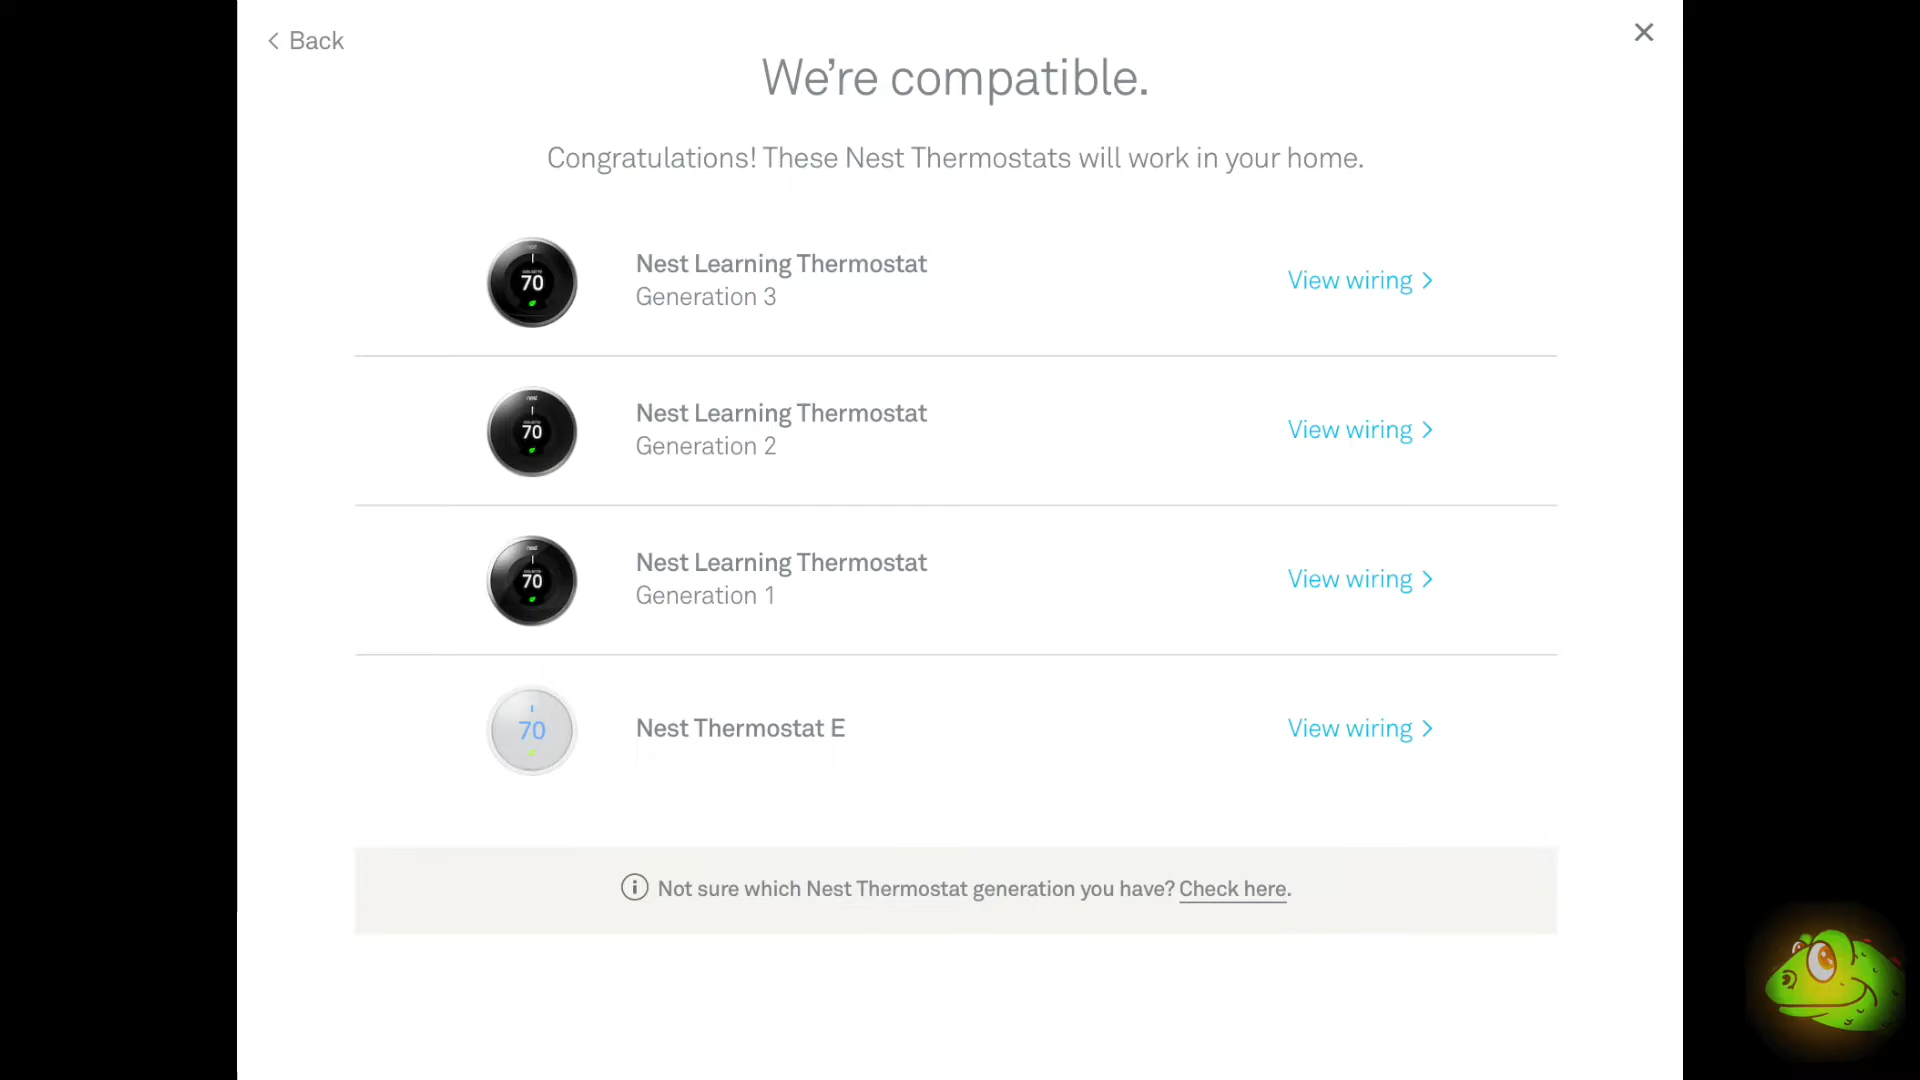 Back
We're compatible.
Congratulations! These Nest Thermostats will work in your home.
70
Nest Learning Thermostat
Generation 3
View wiring
nest
70
Nest Learning Thermostat
Generation 2
View wiring
nest
70
Nest Learning Thermostat
Generation 1
View wiring
70
Nest Thermostat E
View wiring
Not sure which Nest Thermostat generation you have? Check here.